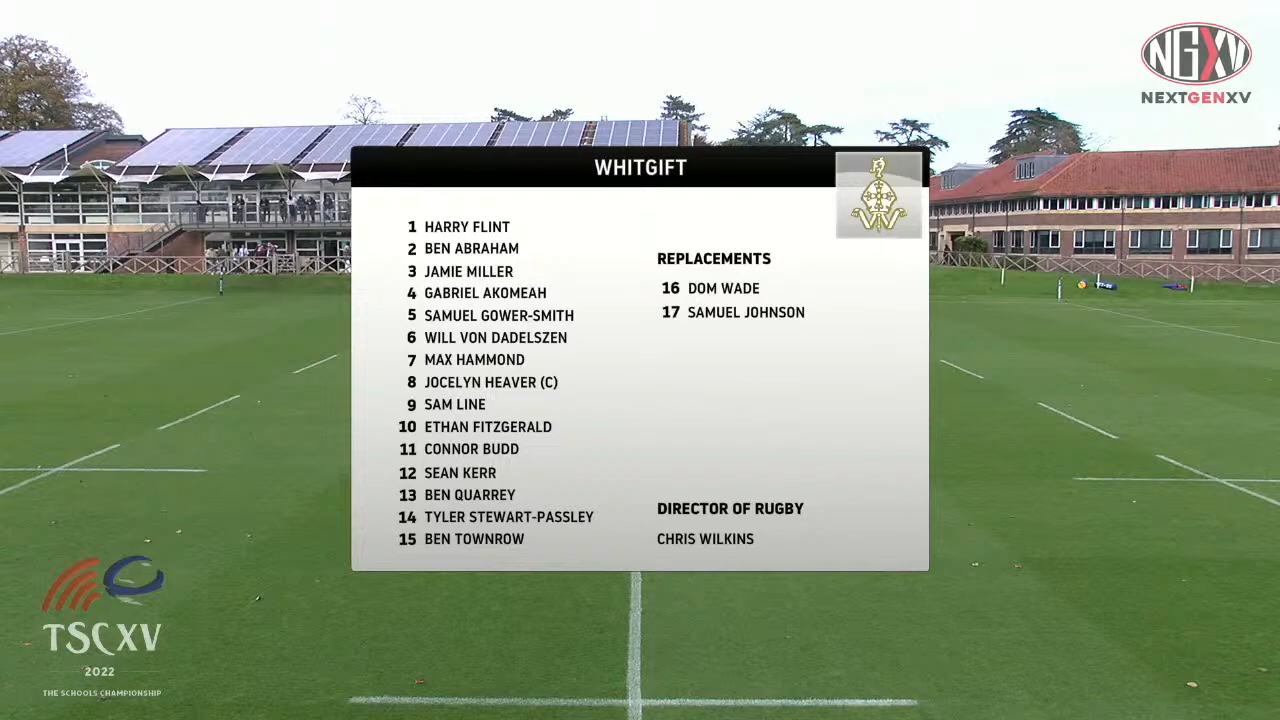 NGXV
NEXTGENXV
WHITGIFT
1 HARRY FLINT
2 BEN ABRAHAM
3 JAMIE MILLER
4 GABRIEL AKOMEAH
5 SAMUEL GOWER-SMITH
6 WILL VON DADELSZEN
7 MAX HAMMOND
8 JOCELYN HEAVER (C)
9 SAM LINE
10 ETHAN FITZGERALD
11 CONNOR BUDD
12 SEAN KERR
13 BEN QUARREY
14 TYLER STEWART-PASSLEY
15 BEN TOWNROW
REPLACEMENTS
16 DOM WADE
17 SAMUEL JOHNSON
DIRECTOR OF RUGBY
CHRIS WILKINS
TSCXV
2022
THE SCHOOLS CHAMPIONSHIP